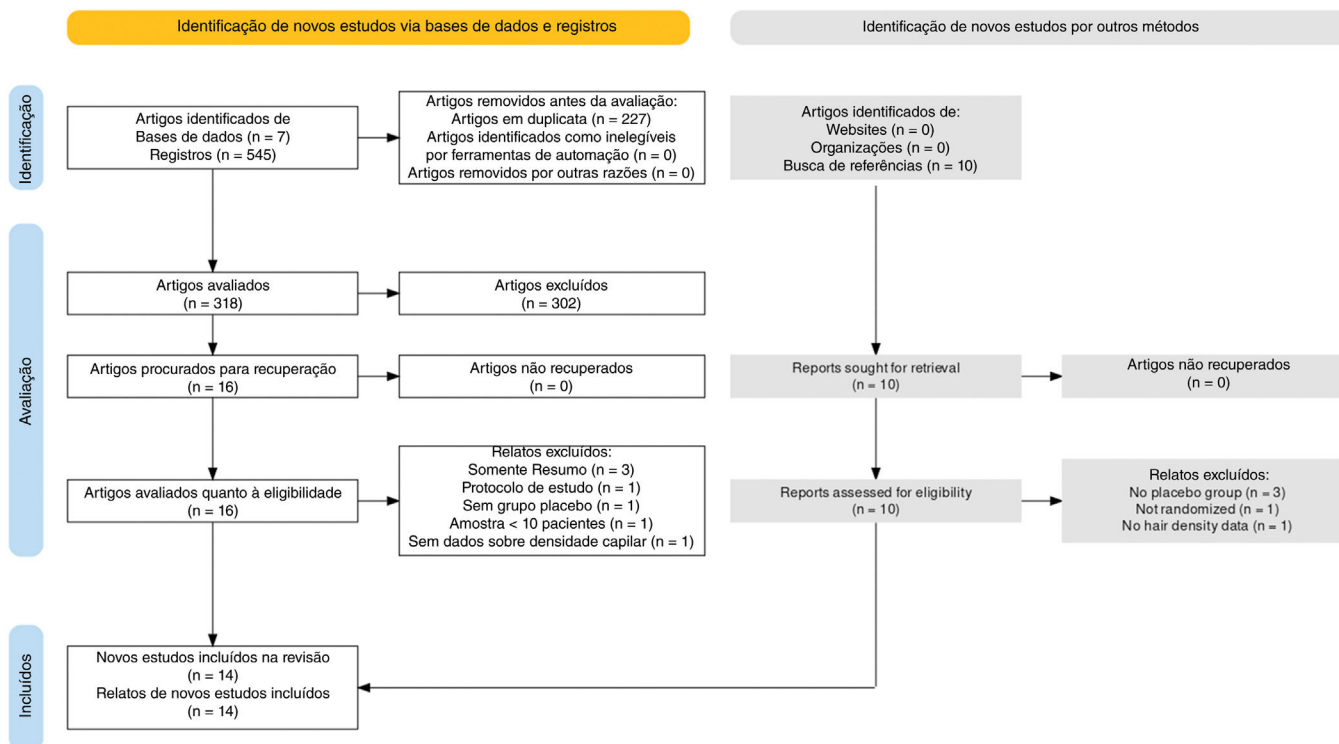 Identificação de novos estudos via bases de dados e registros
Identificação de novos estudos por outros métodos
Identificação
Artigos identificados de
Bases de dados (n = 7)
Registros (n = 545)
Artigos removidos antes da avaliação:
Artigos em duplicata (n = 227)
Artigos identificados como inelegíveis
por ferramentas de automação (n = 0)
Artigos removidos por outras razões (n = 0)
Artigos identificados de:
Websites (n = 0)
Organizações (n = 0)
Busca de referências (n = 10)
Avaliação
Artigos avaliados
(n = 318)
Artigos excluídos
(n = 302)
Artigos procurados para recuperação
(n = 16)
Artigos não recuperados
(n = 0)
Reports sought for retrieval
(n = 10)
Artigos não recuperados
(n = 0)
Artigos avaliados quanto à eligibilidade
(n = 16)
Relatos excluídos:
Somente Resumo (n = 3)
Protocolo de estudo (n = 1)
Sem grupo placebo (n = 1)
Amostra < 10 pacientes (n = 1)
Sem dados sobre densidade capilar (n = 1)
Reports assessed for eligibility
(n = 10)
Relatos excluídos:
No placebo group (n = 3)
Not randomized (n = 1)
No hair density data (n = 1)
Incluídos
Novos estudos incluídos na revisão
(n = 14)
Relatos de novos estudos incluídos
(n = 14)